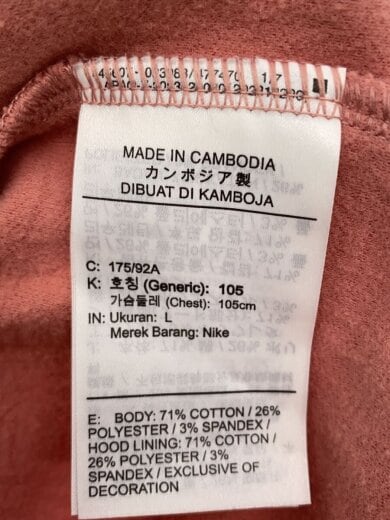 MADE IN CAMBODIA
カンボジア製
DIBUAT DI KAMBOJA
C: 175/92A
K: 호칭 (Generic): 105
가슴둘레 (Chest): 105cm
IN: Ukuran: L
Merek Barang: Nike
E: BODY: 71% COTTON / 26%
POLYESTER / 3% SPANDEX /
HOOD LINING: 71% COTTON /
26% POLYESTER / 3%
SPANDEX / EXCLUSIVE OF
DECORATION